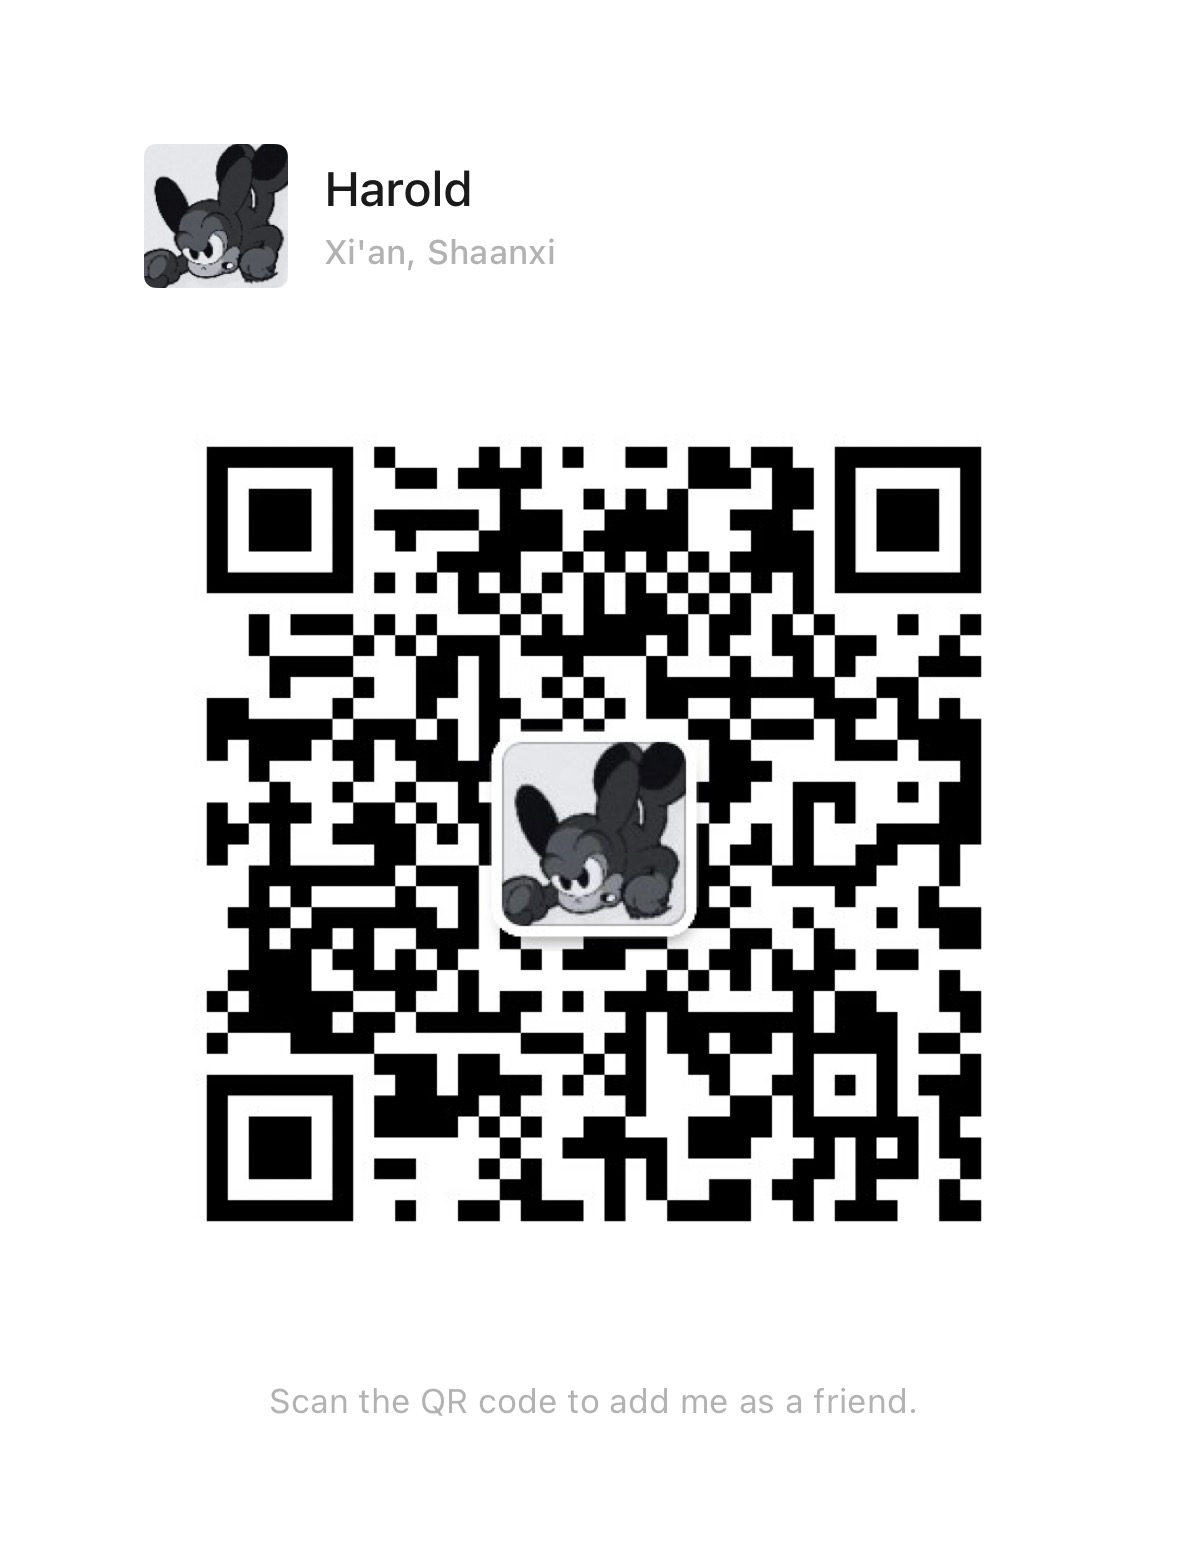 Harold
Xi'an, Shaanxi
Scan the QR code to add me as a friend.